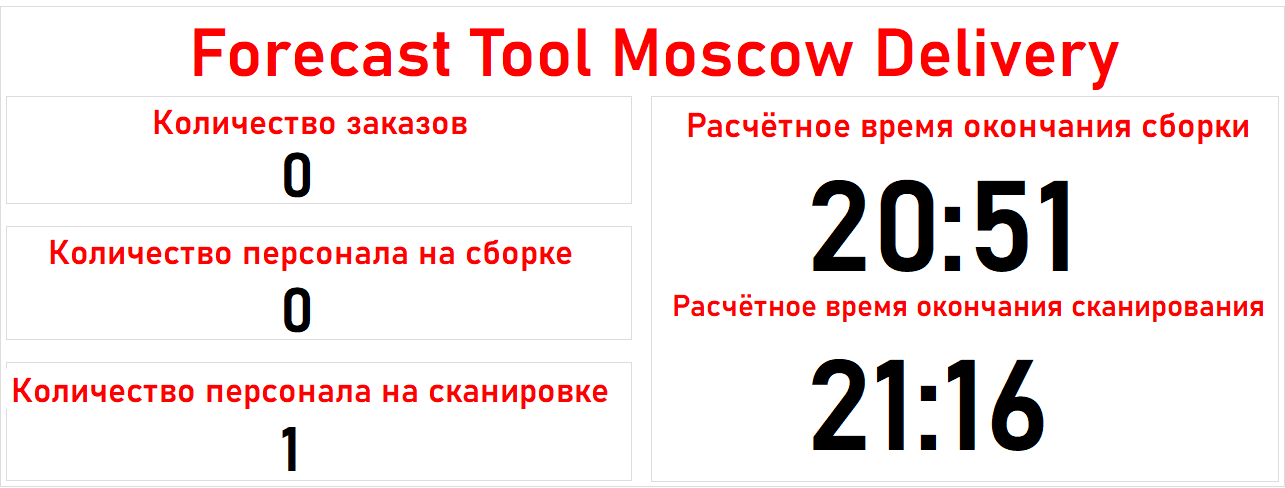 Forecast Tool Moscow Delivery
Количество заказов
0
Количество персонала на сборке
0
Количество персонала на сканировке
1
Расчётное время окончания сборки
20:51
Расчётное время окончания сканирования
21:16